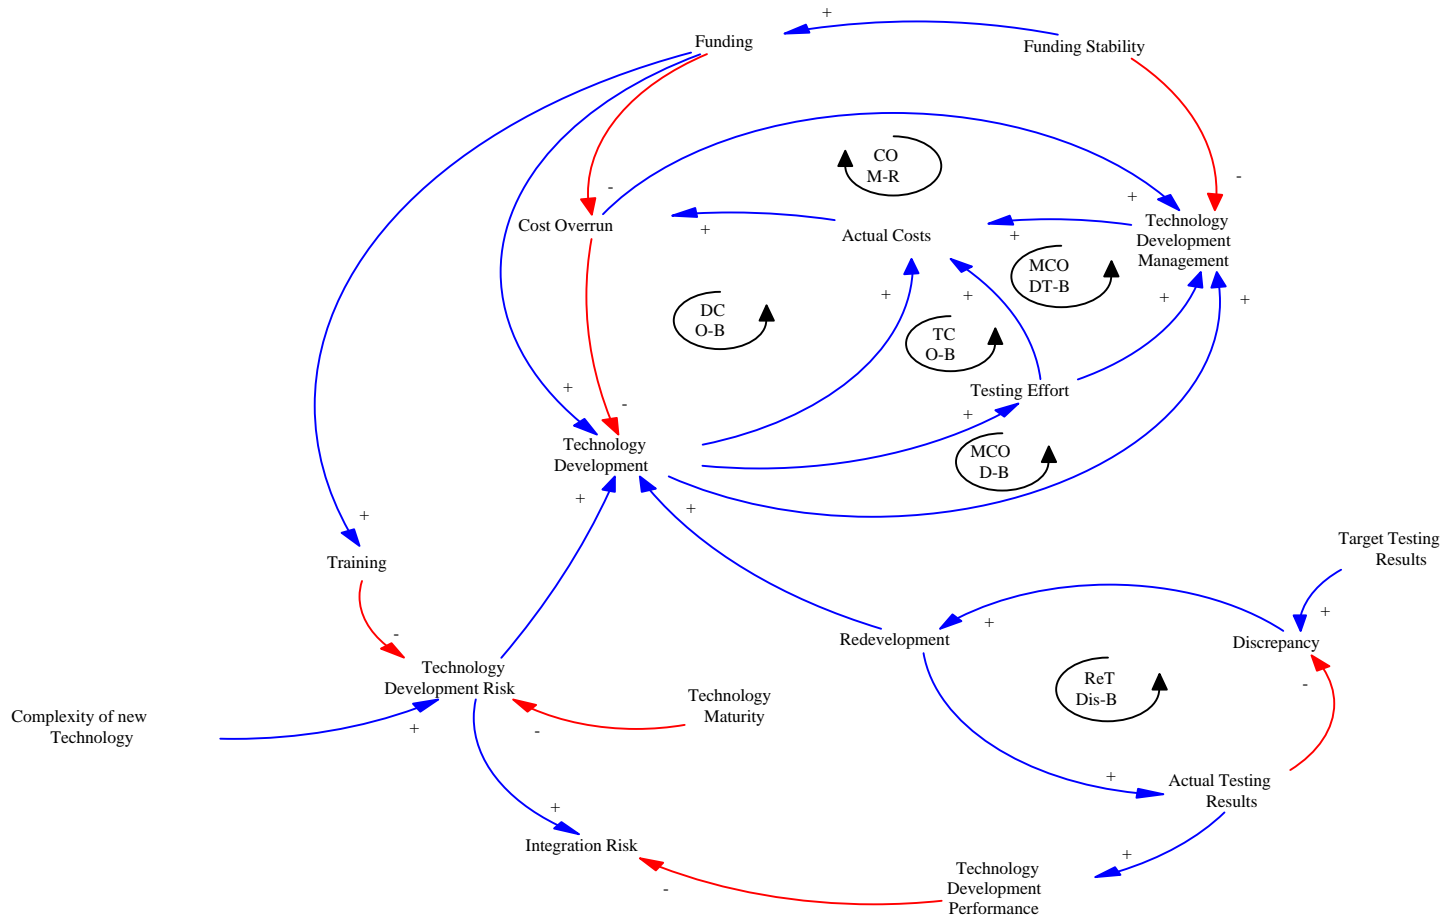 +
Funding
Funding Stability
CO
M-R
-
-
+
Cost Overrun
+
Actual Costs
+
Technology
Development
Management
MCO
DT-B
+
+
+
+
DC
O-B
TC
O-B
+
-
Testing Effort
+
Technology
Development
MCO
D-B
+
+
+
Training
Target Testing
Results
+
+
-
Redevelopment
Discrepancy
Technology
Development Risk
ReT
Dis-B
-
Technology
Maturity
Complexity of new
Technology
+
-
+
Actual Testing
Results
+
Integration Risk
+
-
Technology
Development
Performance